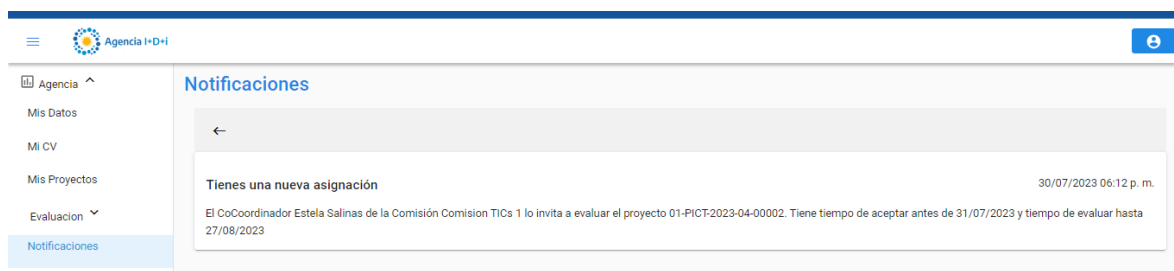 Agencia I+D+i
Agencia
Mis Datos
Mi CV
Mis Proyectos
Evaluacion
Notificaciones
Notificaciones
Tienes una nueva asignación
30/07/2023 06:12 p. m.
El CoCoordinador Estela Salinas de la Comisión Comision TICs 1 lo invita a evaluar el proyecto 01-PICT-2023-04-00002. Tiene tiempo de aceptar antes de 31/07/2023 y tiempo de evaluar hasta
27/08/2023